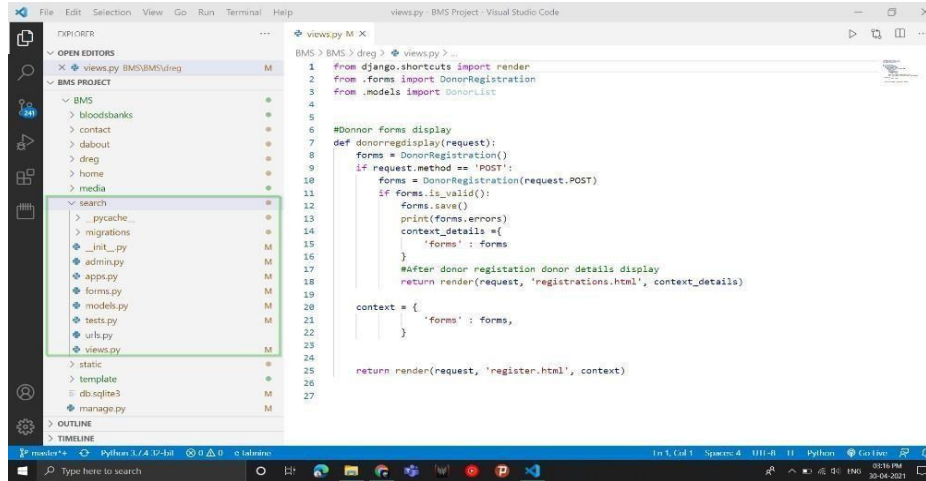 File Edit Selection View Go Run Terminal Help
views.py - BMS Project - Visual Studio Code
EXPLORER
OPEN EDITORS
views.py BMS\BMS\dreg M
BMS PROJECT
BMS
bloodsbanks
contact
dabout
dreg
home
media
search
_pycache_
migrations
__init__.py M
admin.py M
apps.py M
forms.py M
models.py M
tests.py M
urls.py
views.py M
static
template
db.sqlite3 M
manage.py M
OUTLINE
TIMELINE
241
views.py M X
BMS > BMS > dreg > views.py > ...
1 from django.shortcuts import render
2 from .forms import DonorRegistration
3 from .models import DonorList
4
5
6 #Donnor forms display
7 def donorregdisplay(request):
8 forms = DonorRegistration()
9 if request.method == 'POST':
10 forms = DonorRegistration(request.POST)
11 if forms.is_valid():
12 forms.save()
13 print(forms.errors)
14 context_details ={
15 'forms' : forms
16 }
17 #After donor registation donor details display
18 return render(request, 'registrations.html', context_details)
19
20 context = {
21 'forms' : forms,
22 }
23
24
25 return render(request, 'register.html', context)
26
27
master*+ Python 3.7.4 32-bit 0 0 tabnine
Ln 1, Col 1 Spaces: 4 UTF-8 Python Go Live
Type here to search
ENG 03:16 PM
30-04-2021